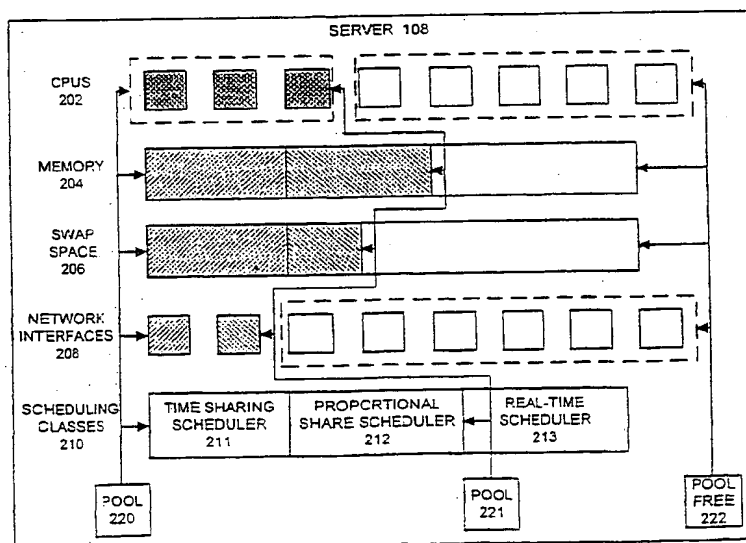 SERVER 108
CPUS
202
MEMORY
204
SWAP
SPACE
206
NETWORK
INTERFACES
208
SCHEDULING
CLASSES
210
TIME SHARING
SCHEDULER
211
PROPORTIONAL
SHARE SCHEDULER
212
REAL-TIME
SCHEDULER
213
POOL
220
POOL
221
POOL
FREE
222